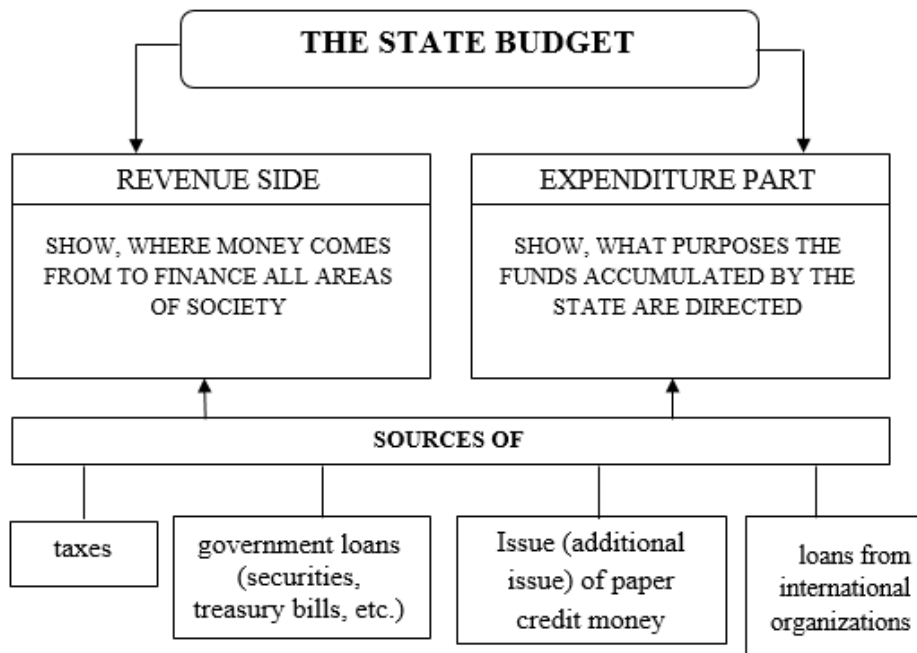 THE STATE BUDGET
REVENUE SIDE
SHOW, WHERE MONEY COMES
FROM TO FINANCE ALL AREAS
OF SOCIETY
EXPENDITURE PART
SHOW, WHAT PURPOSES THE
FUNDS ACCUMULATED BY THE
STATE ARE DIRECTED
SOURCES OF
taxes
government loans
(securities,
treasury bills, etc.)
Issue (additional
issue) of paper
credit money
loans from
international
organizations